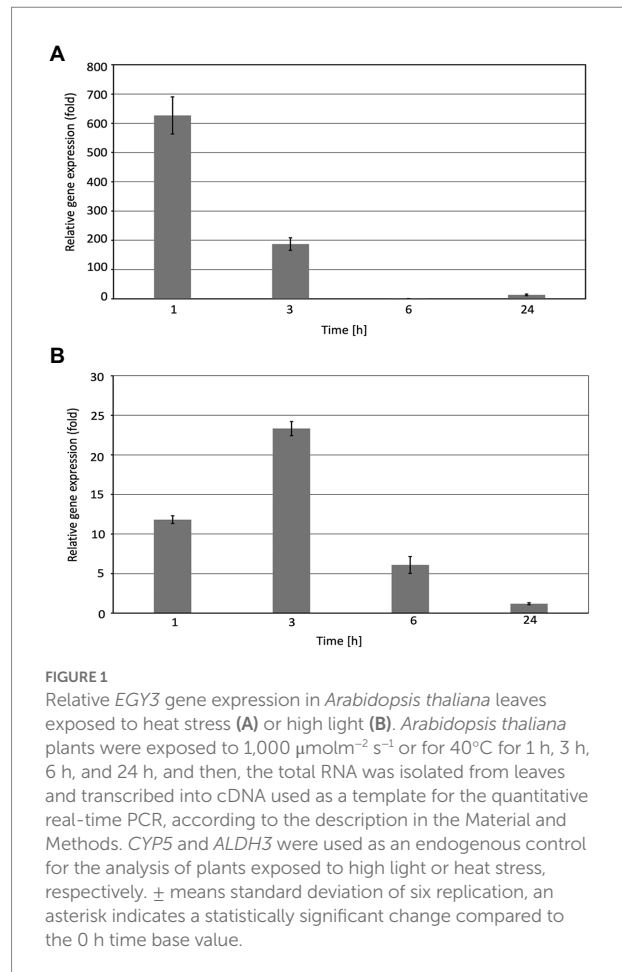 A
800
700
600
500
400
300
200
100
0
Relative gene expression (fold)
1 3 6 24
Time [h]
B
30
25
20
15
10
5
0
Relative gene expression (fold)
1 3 6 24
Time [h]
FIGURE 1
Relative EGY3 gene expression in Arabidopsis thaliana leaves
exposed to heat stress (A) or high light (B). Arabidopsis thaliana
plants were exposed to 1,000 μmolm⁻² s⁻¹ or for 40°C for 1 h, 3 h,
6 h, and 24 h, and then, the total RNA was isolated from leaves
and transcribed into cDNA used as a template for the quantitative
real-time PCR, according to the description in the Material and
Methods. CYP5 and ALDH3 were used as an endogenous control
for the analysis of plants exposed to high light or heat stress,
respectively. ± means standard deviation of six replication, an
asterisk indicates a statistically significant change compared to
the 0 h time base value.